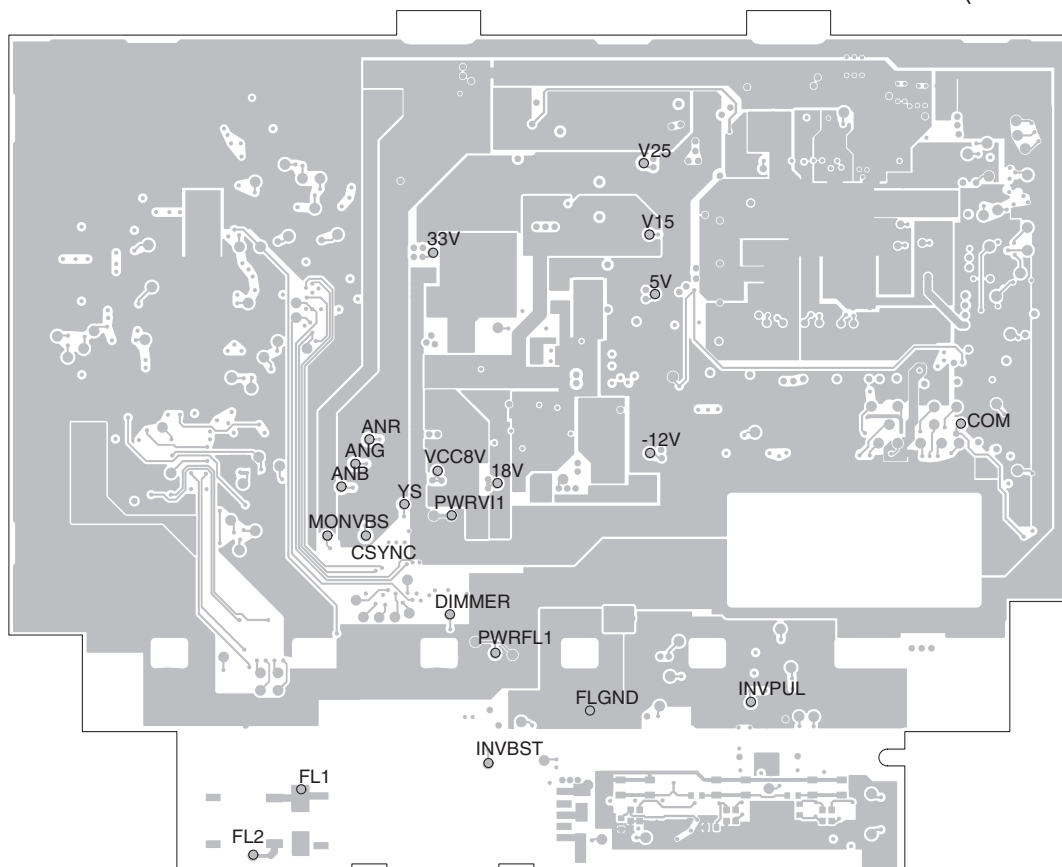 V25
V15
33V
5V
COM
ANR
-12V
ANG
VCC8V
ANB
18V
YS
PWRVI1
MONVBS
CSYNC
DIMMER
PWRFL1
INVPUL
FLGND
INVBST
FL1
FL2